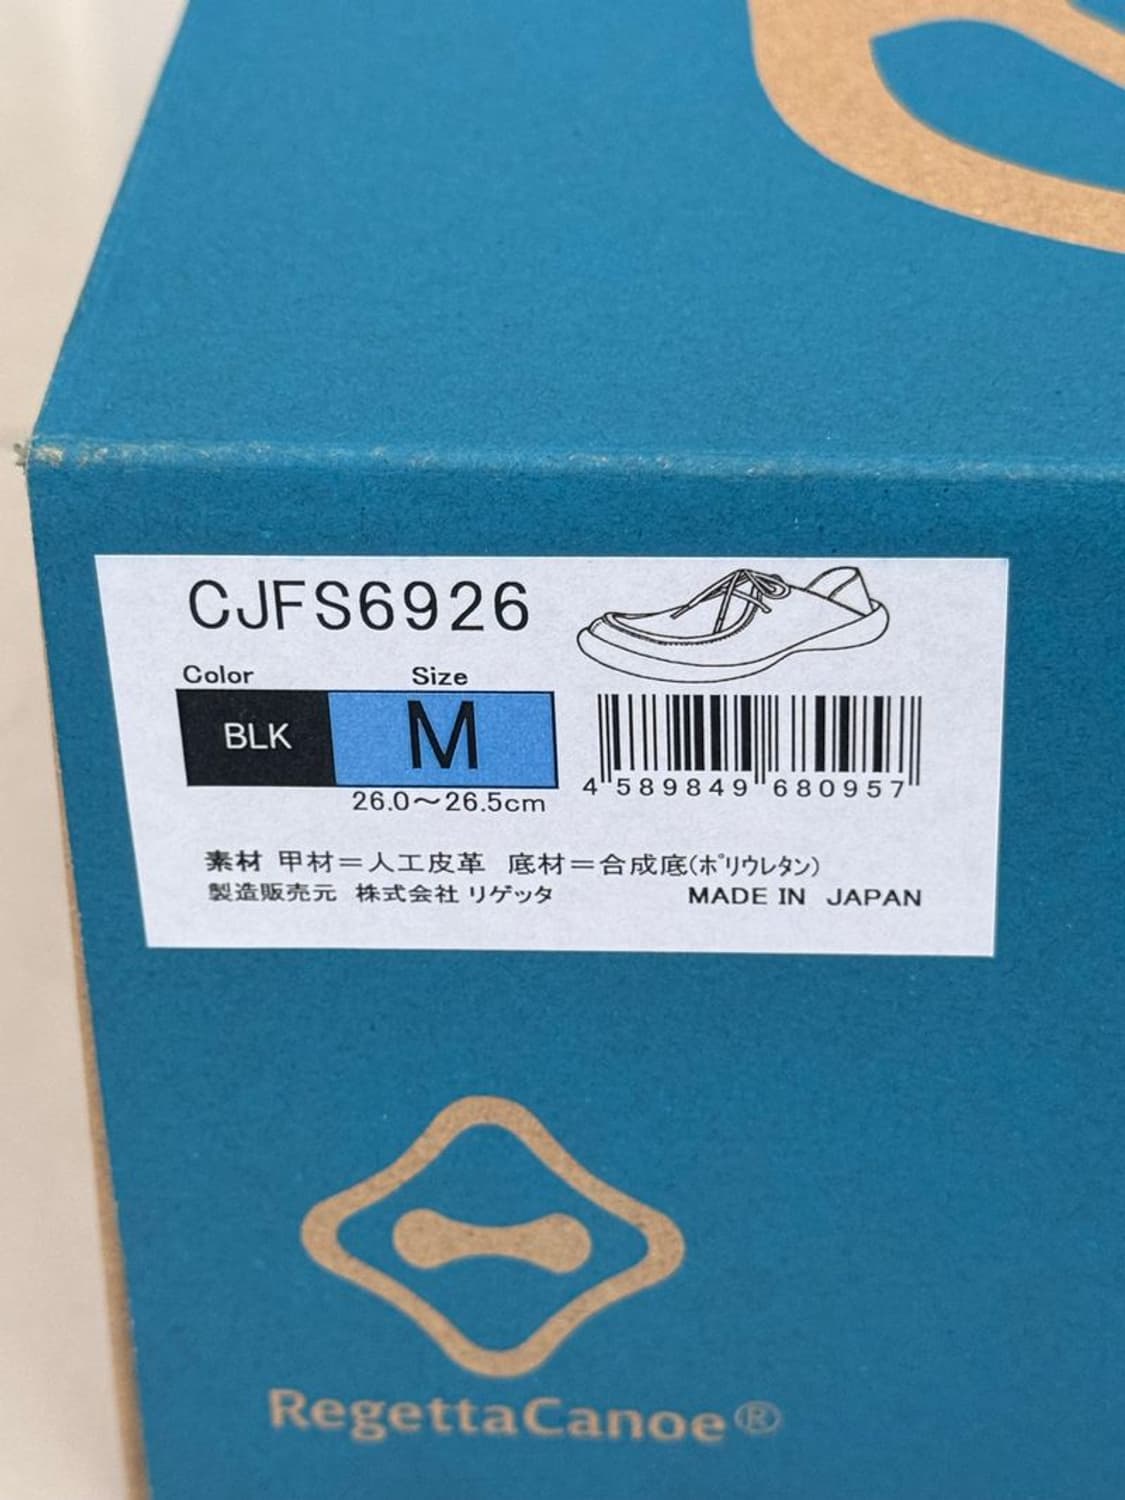 CJFS6926
Color Size
BLK M
26.0～26.5cm
4 589849 680957
素材 甲材＝人工皮革 底材＝合成底(ﾎﾟﾘｳﾚﾀﾝ)
製造販売元 株式会社 リゲッタ MADE IN JAPAN
RegettaCanoe®